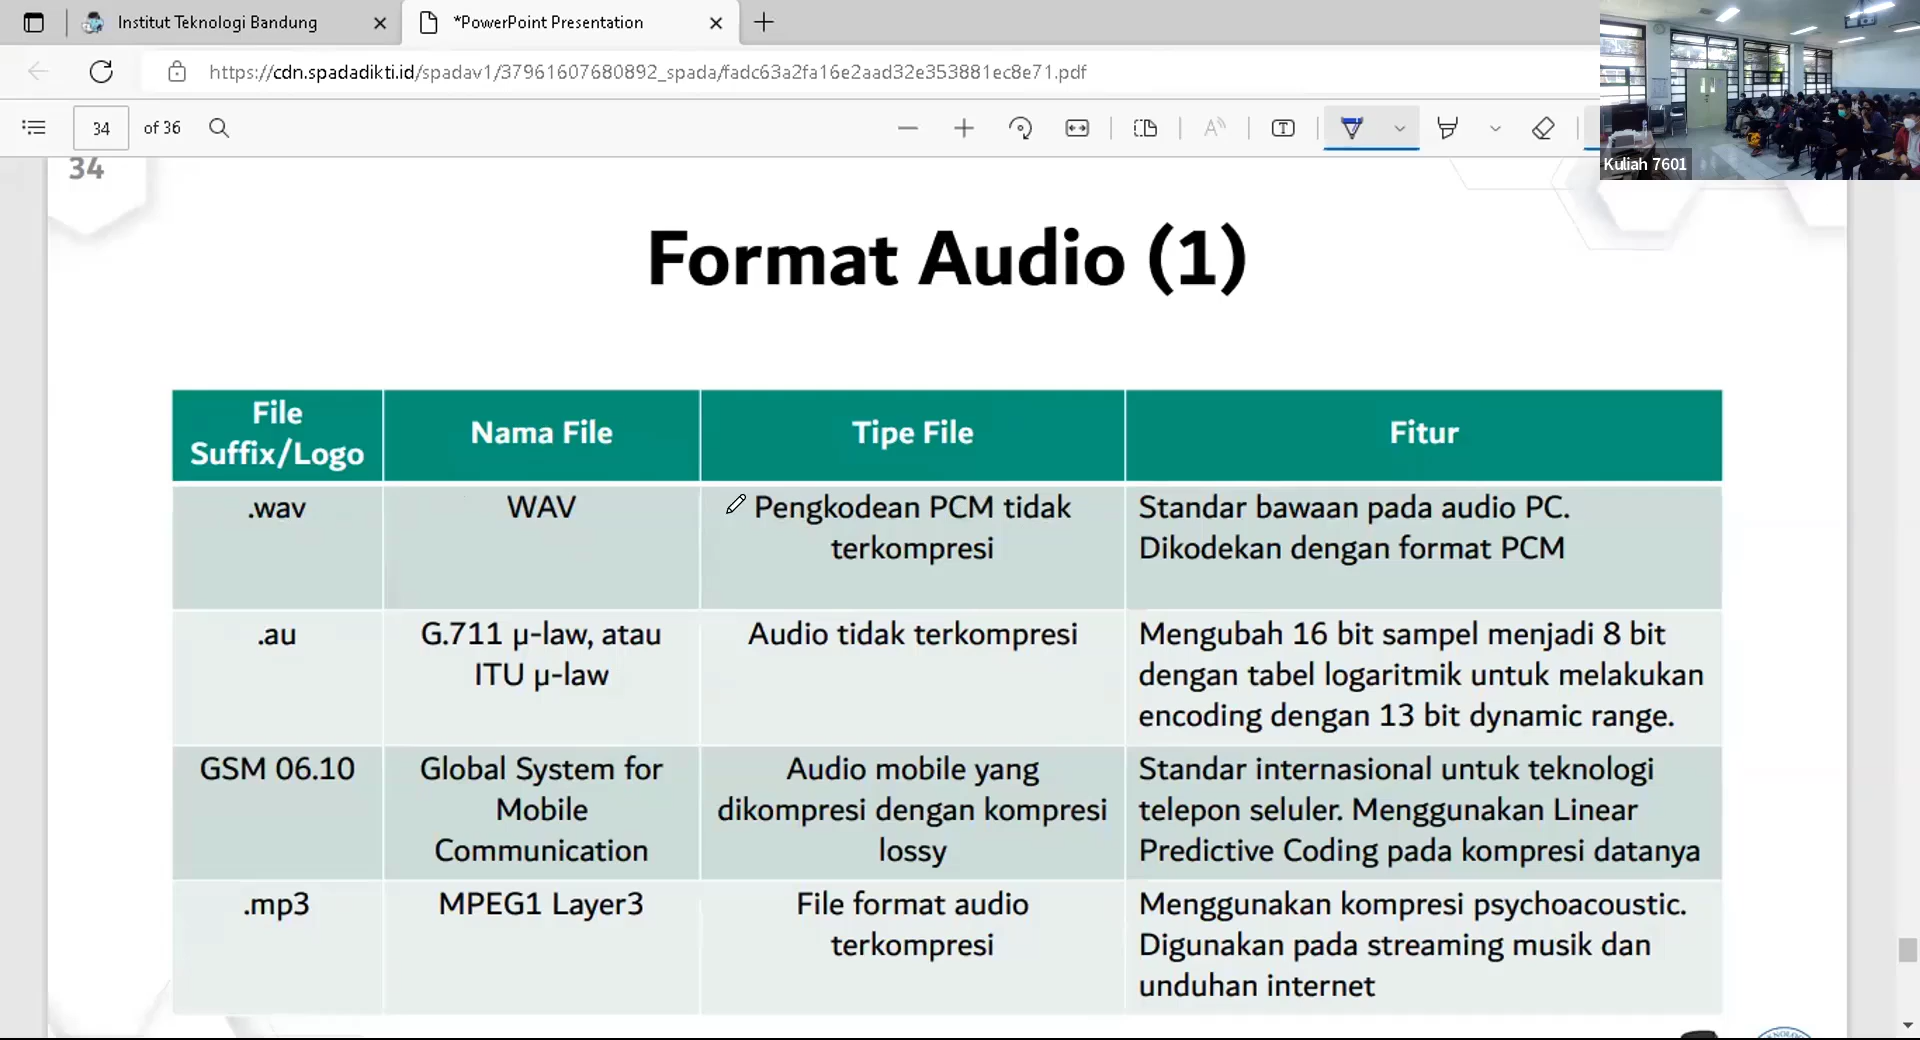 Institut Teknologi Bandung
*PowerPoint Presentation
https://cdn.spadadikti.id/spadav1/37961607680892_spada/fadc63a2fa16e2aad32e353881ec8e71.pdf
34
of 36
Kuliah 7601
34
Format Audio (1)
File
Suffix/Logo
Nama File
Tipe File
Fitur
.wav
WAV
Pengkodean PCM tidak
terkompresi
Standar bawaan pada audio PC.
Dikodekan dengan format PCM
.au
G.711 μ-law, atau
ITU μ-law
Audio tidak terkompresi
Mengubah 16 bit sampel menjadi 8 bit
dengan tabel logaritmik untuk melakukan
encoding dengan 13 bit dynamic range.
GSM 06.10
Global System for
Mobile
Communication
Audio mobile yang
dikompresi dengan kompresi
lossy
Standar internasional untuk teknologi
telepon seluler. Menggunakan Linear
Predictive Coding pada kompresi datanya
.mp3
MPEG1 Layer3
File format audio
terkompresi
Menggunakan kompresi psychoacoustic.
Digunakan pada streaming musik dan
unduhan internet